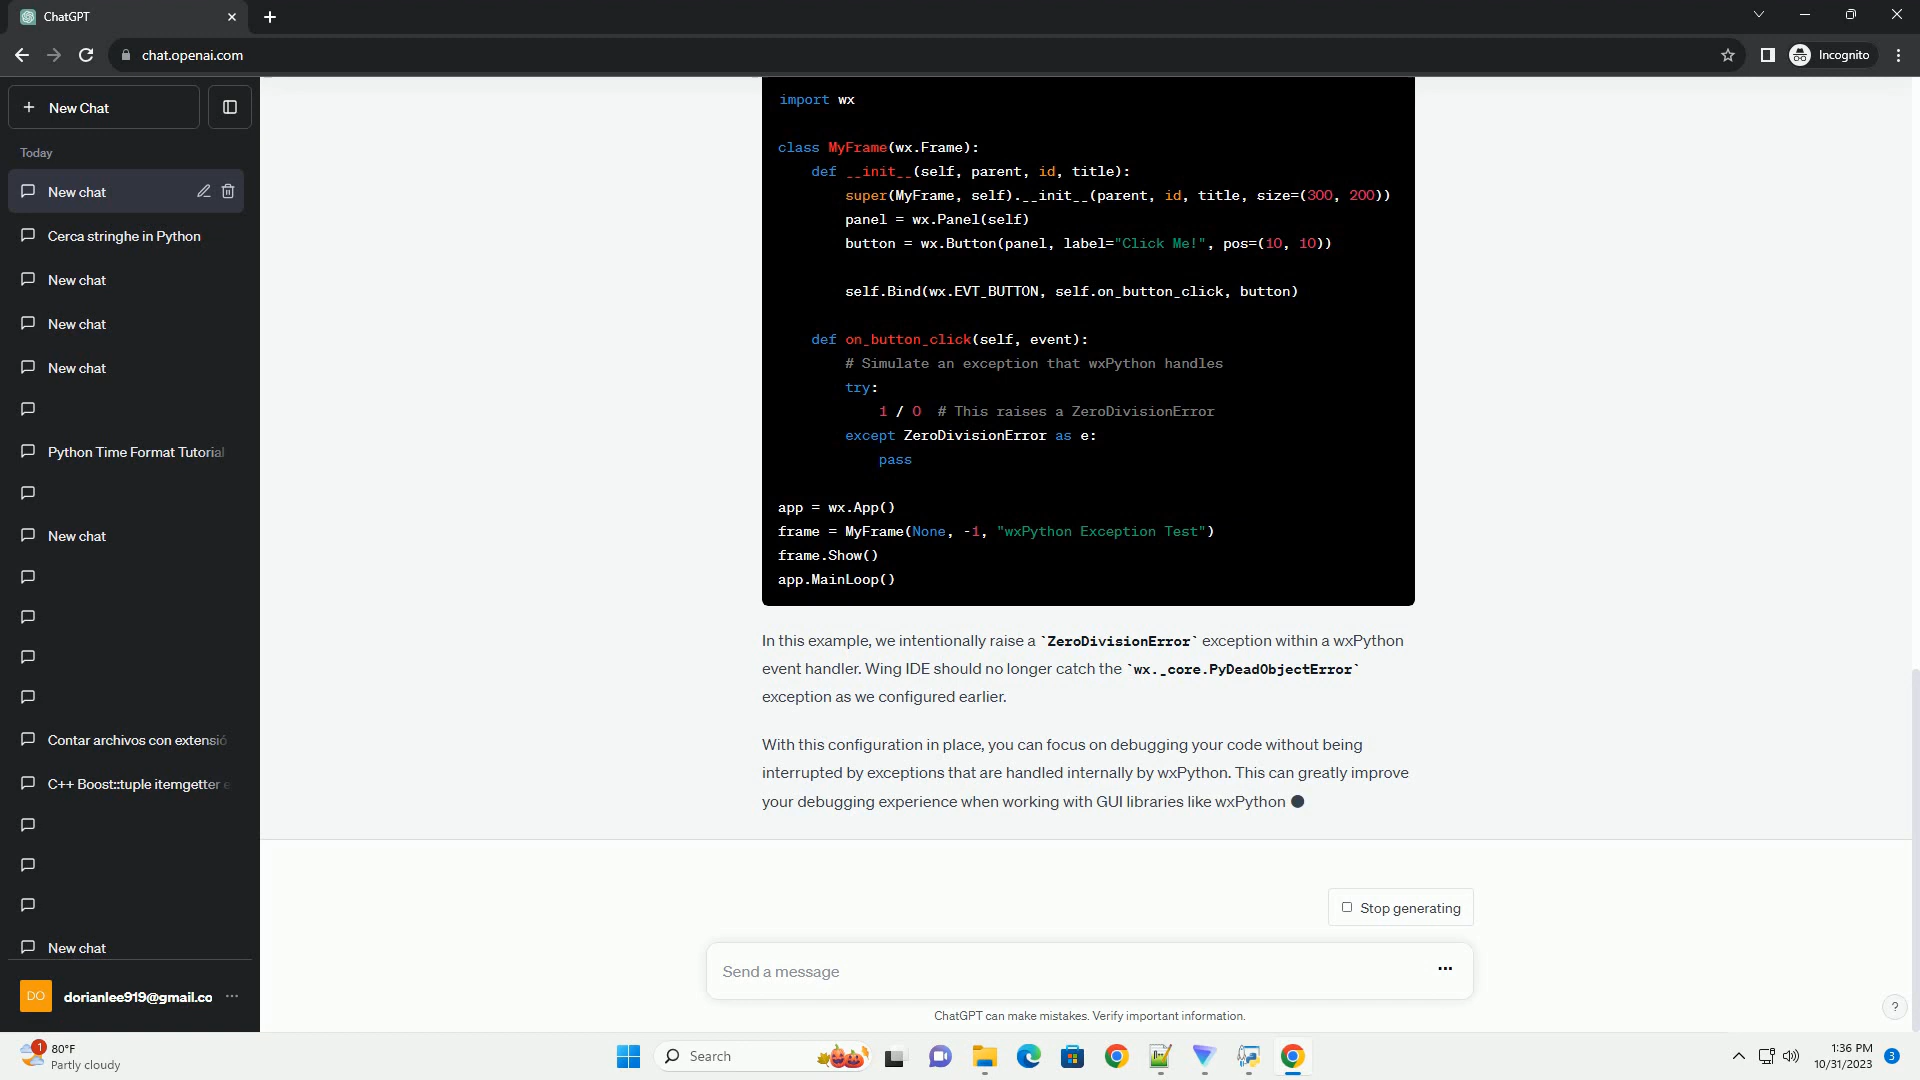 ChatGPT
chat.openai.com
Incognito
New Chat
Today
New chat
Cerca stringhe in Python
New chat
New chat
New chat
Python Time Format Tutorial
New chat
Contar archivos con extensió
C++ Boost::tuple itemgetter e
New chat
DO dorianlee919@gmail.co
import wx
class MyFrame(wx.Frame):
def __init__(self, parent, id, title):
super(MyFrame, self).__init__(parent, id, title, size=(300, 200))
panel = wx.Panel(self)
button = wx.Button(panel, label="Click Me!", pos=(10, 10))
self.Bind(wx.EVT_BUTTON, self.on_button_click, button)
def on_button_click(self, event):
# Simulate an exception that wxPython handles
try:
1 / 0  # This raises a ZeroDivisionError
except ZeroDivisionError as e:
pass
app = wx.App()
frame = MyFrame(None, -1, "wxPython Exception Test")
frame.Show()
app.MainLoop()
In this example, we intentionally raise a `ZeroDivisionError` exception within a wxPython
event handler. Wing IDE should no longer catch the `wx._core.PyDeadObjectError`
exception as we configured earlier.
With this configuration in place, you can focus on debugging your code without being
interrupted by exceptions that are handled internally by wxPython. This can greatly improve
your debugging experience when working with GUI libraries like wxPython
Stop generating
Send a message
ChatGPT can make mistakes. Verify important information.
?
1
80°F
Partly cloudy
Search
1:36 PM
10/31/2023
3